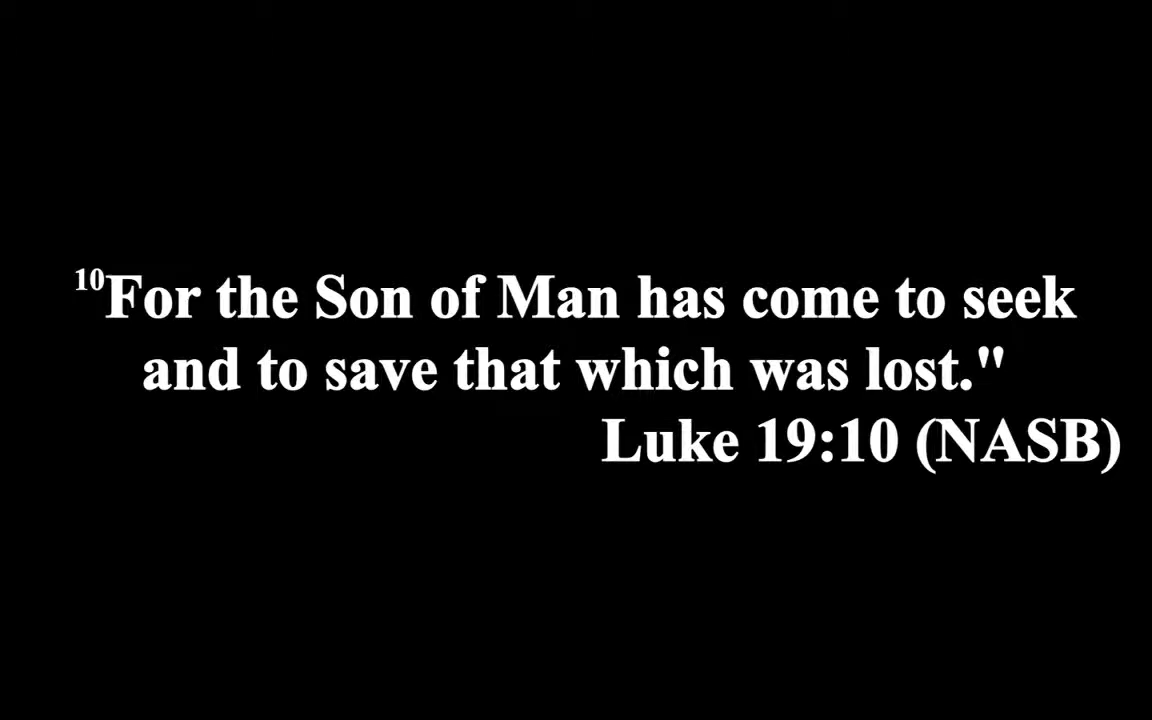 10For the Son of Man has come to seek
and to save that which was lost."
Luke 19:10 (NASB)